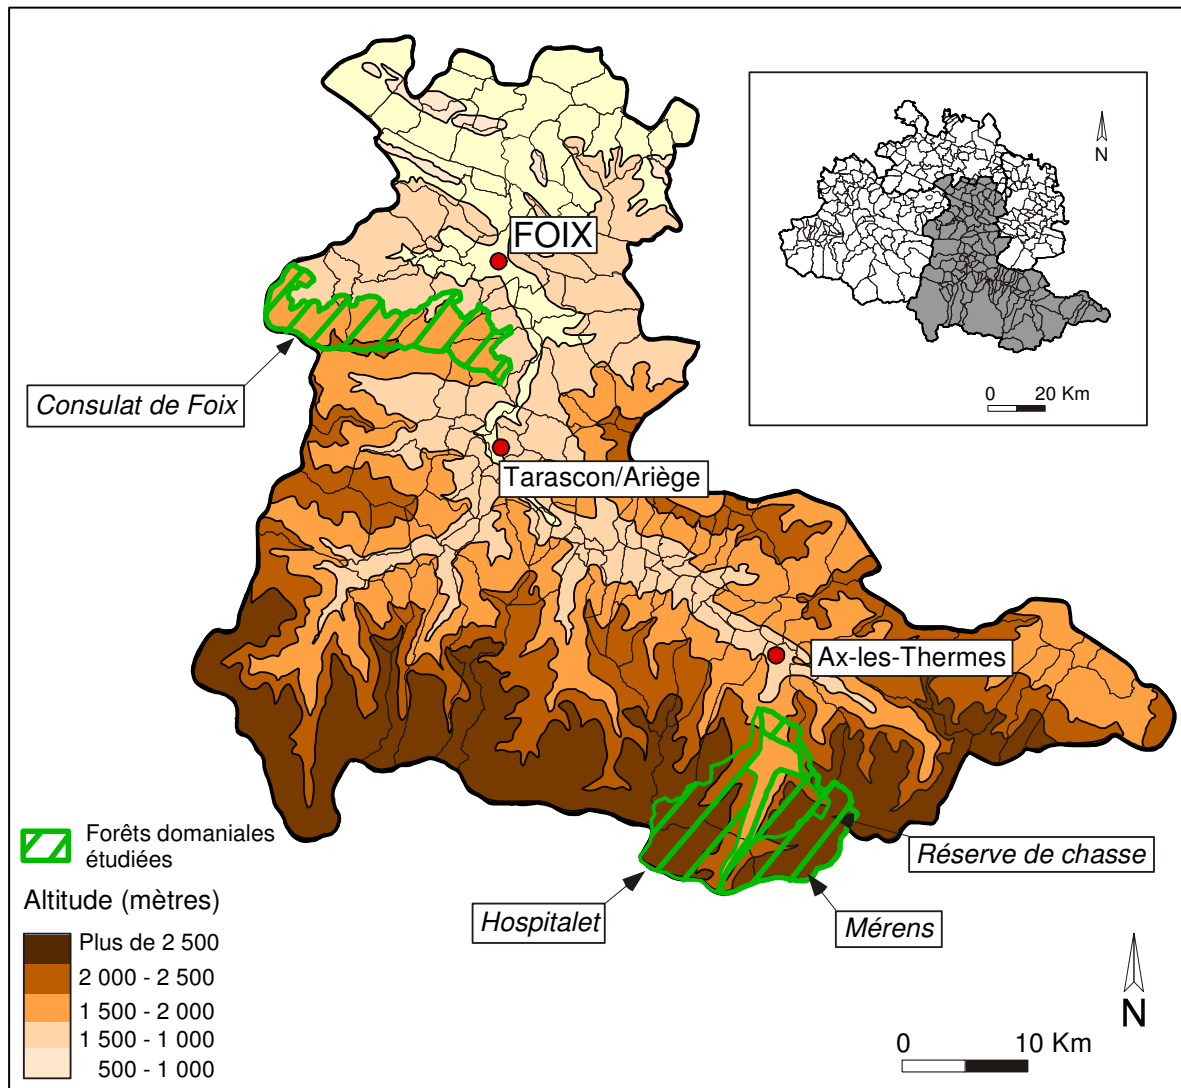 N
0 20 Km
FOIX
Consulat de Foix
Tarascon/Ariège
Ax-les-Thermes
Forêts domaniales
étudiées
Réserve de chasse
Hospitalet
Mérens
Altitude (mètres)
Plus de 2 500
2 000 - 2 500
1 500 - 2 000
1 500 - 1 000
500 - 1 000
N
0 10 Km